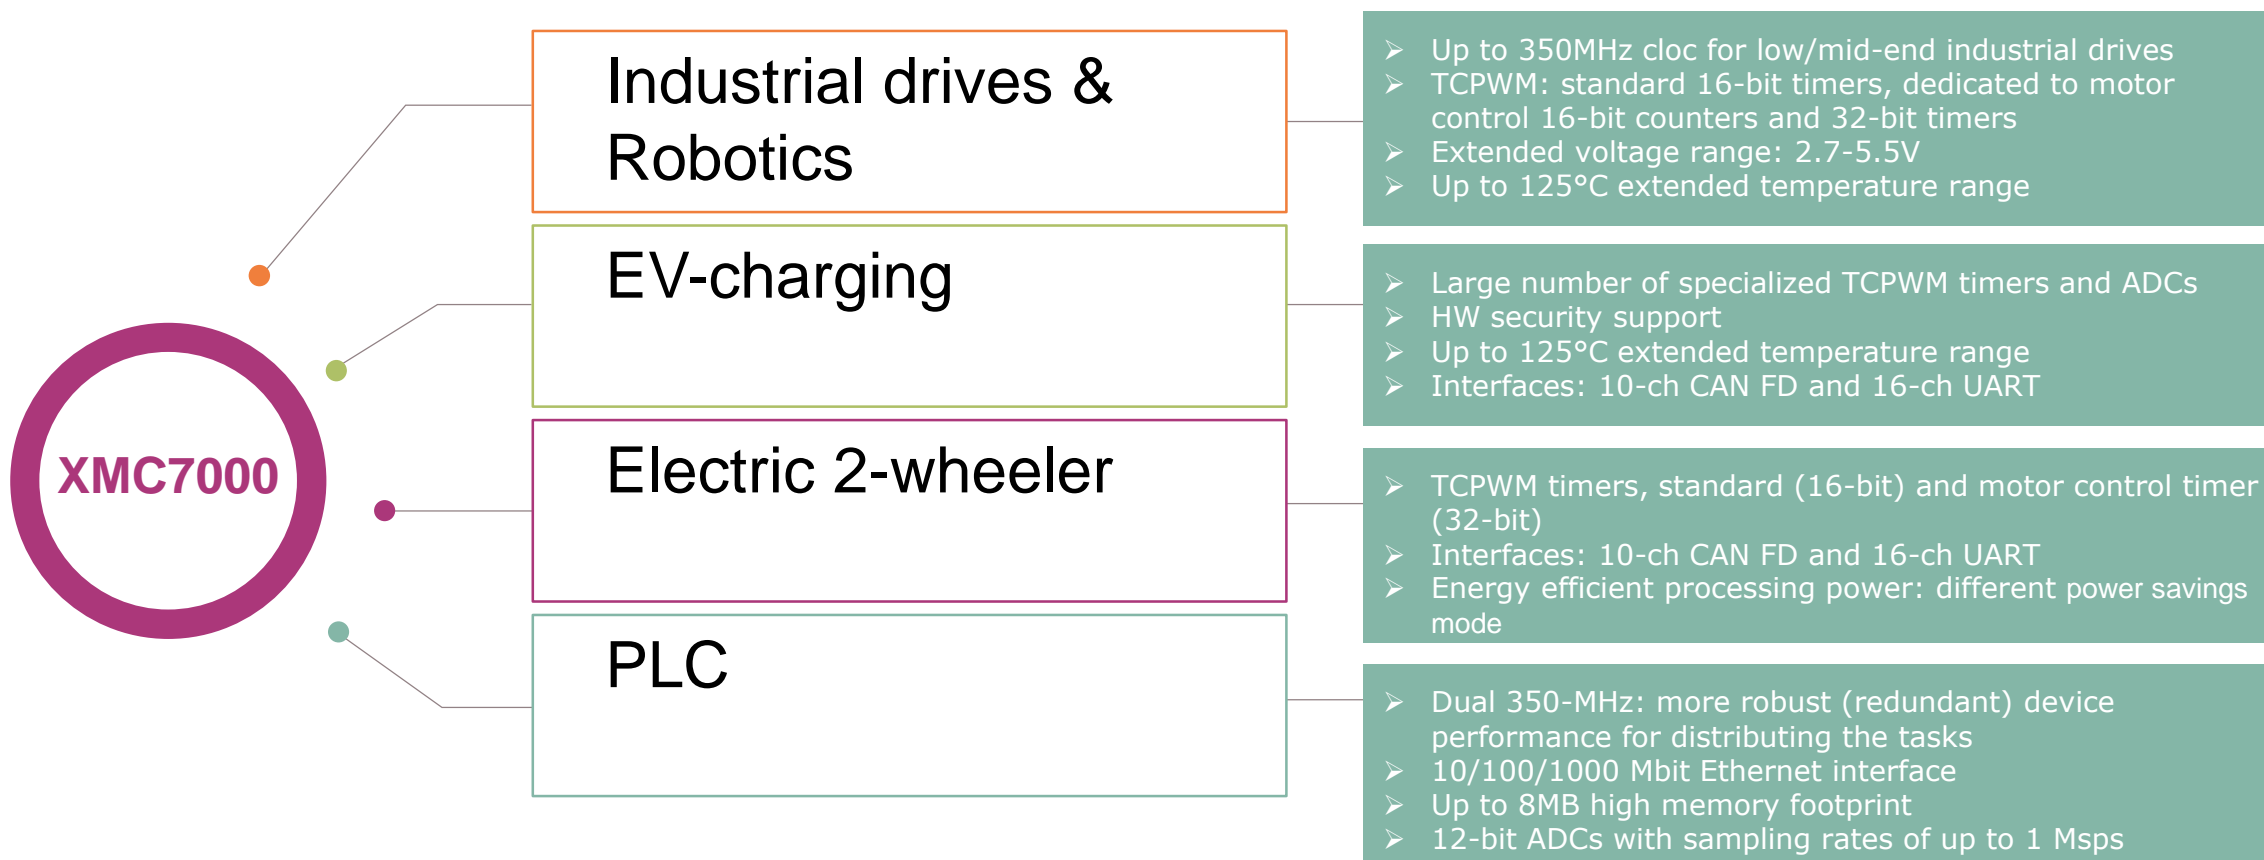 XMC7000
Industrial drives &
Robotics
➢ Up to 350MHz cloc for low/mid-end industrial drives
➢ TCPWM: standard 16-bit timers, dedicated to motor
control 16-bit counters and 32-bit timers
➢ Extended voltage range: 2.7-5.5V
➢ Up to 125°C extended temperature range
EV-charging
➢ Large number of specialized TCPWM timers and ADCs
➢ HW security support
➢ Up to 125°C extended temperature range
➢ Interfaces: 10-ch CAN FD and 16-ch UART
Electric 2-wheeler
➢ TCPWM timers, standard (16-bit) and motor control timer
(32-bit)
➢ Interfaces: 10-ch CAN FD and 16-ch UART
➢ Energy efficient processing power: different power savings
mode
PLC
➢ Dual 350-MHz: more robust (redundant) device
performance for distributing the tasks
➢ 10/100/1000 Mbit Ethernet interface
➢ Up to 8MB high memory footprint
➢ 12-bit ADCs with sampling rates of up to 1 Msps